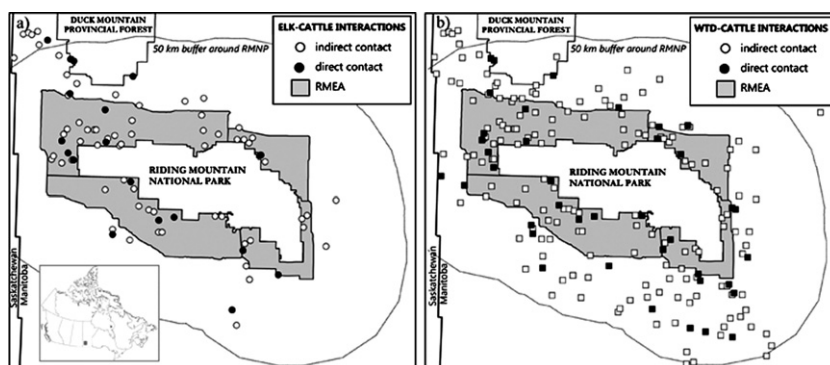 a)
DUCK MOUNTAIN
PROVINCIAL FOREST
50 km buffer around RMNP
ELK-CATTLE INTERACTIONS
indirect contact
direct contact
RMEA
RIDING MOUNTAIN
NATIONAL PARK
Saskatchewan
Manitoba
b)
DUCK MOUNTAIN
PROVINCIAL FOREST
50 km buffer around RMNP
WTD-CATTLE INTERACTIONS
indirect contact
direct contact
RMEA
RIDING MOUNTAIN
NATIONAL PARK
Saskatchewan
Manitoba